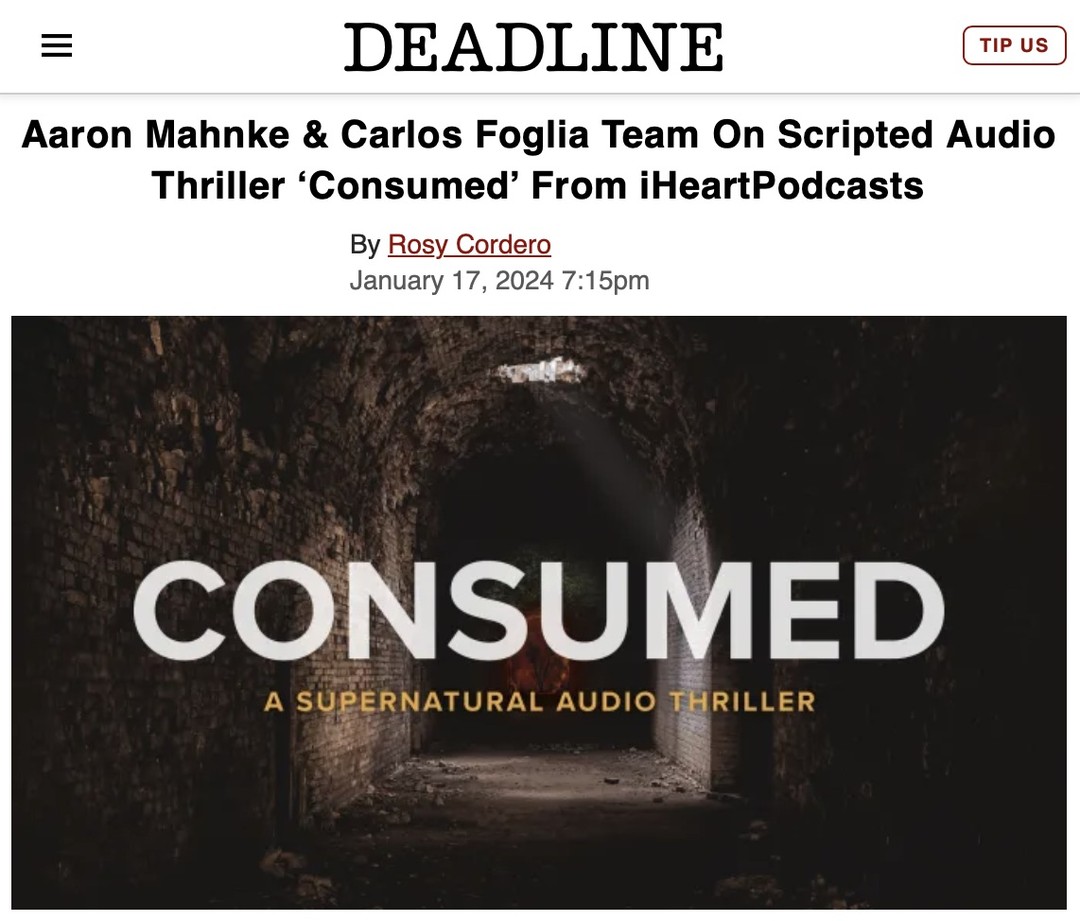 DEADLINE
TIP US
Aaron Mahnke & Carlos Foglia Team On Scripted Audio
Thriller ‘Consumed’ From iHeartPodcasts
By Rosy Cordero
January 17, 2024 7:15pm
CONSUMED
A SUPERNATURAL AUDIO THRILLER